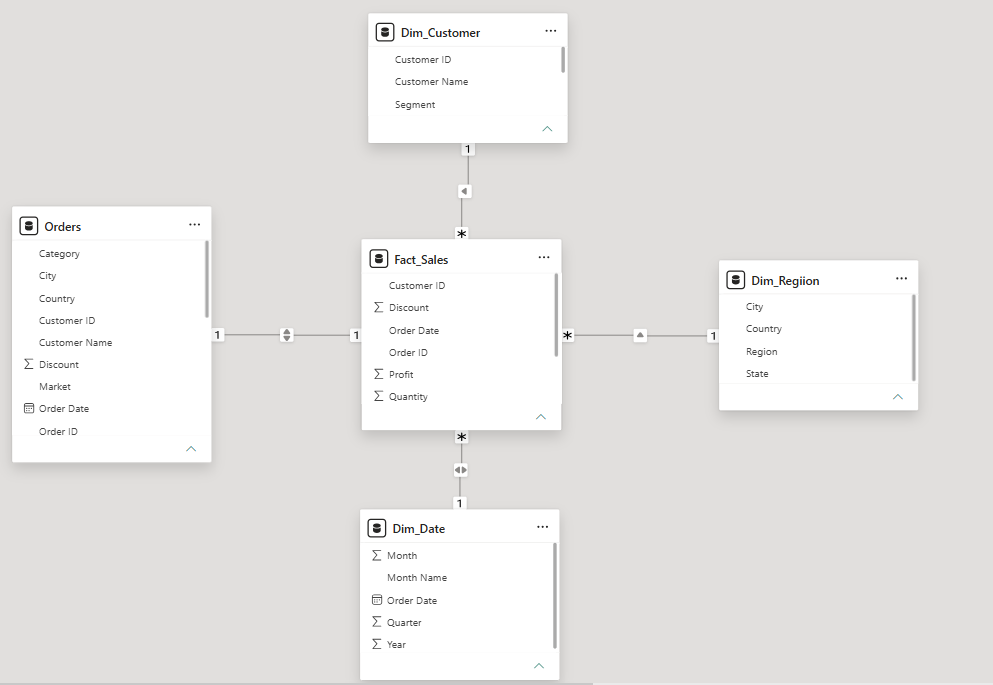 Dim_Customer
Customer ID
Customer Name
Segment
1
*
Orders
Category
City
Country
Customer ID
Customer Name
Discount
Market
Order Date
Order ID
1
1
Fact_Sales
Customer ID
Σ Discount
Order Date
Order ID
Σ Profit
Σ Quantity
*
1
Dim_Regiion
City
Country
Region
State
*
1
Dim_Date
Σ Month
Month Name
Order Date
Σ Quarter
Σ Year